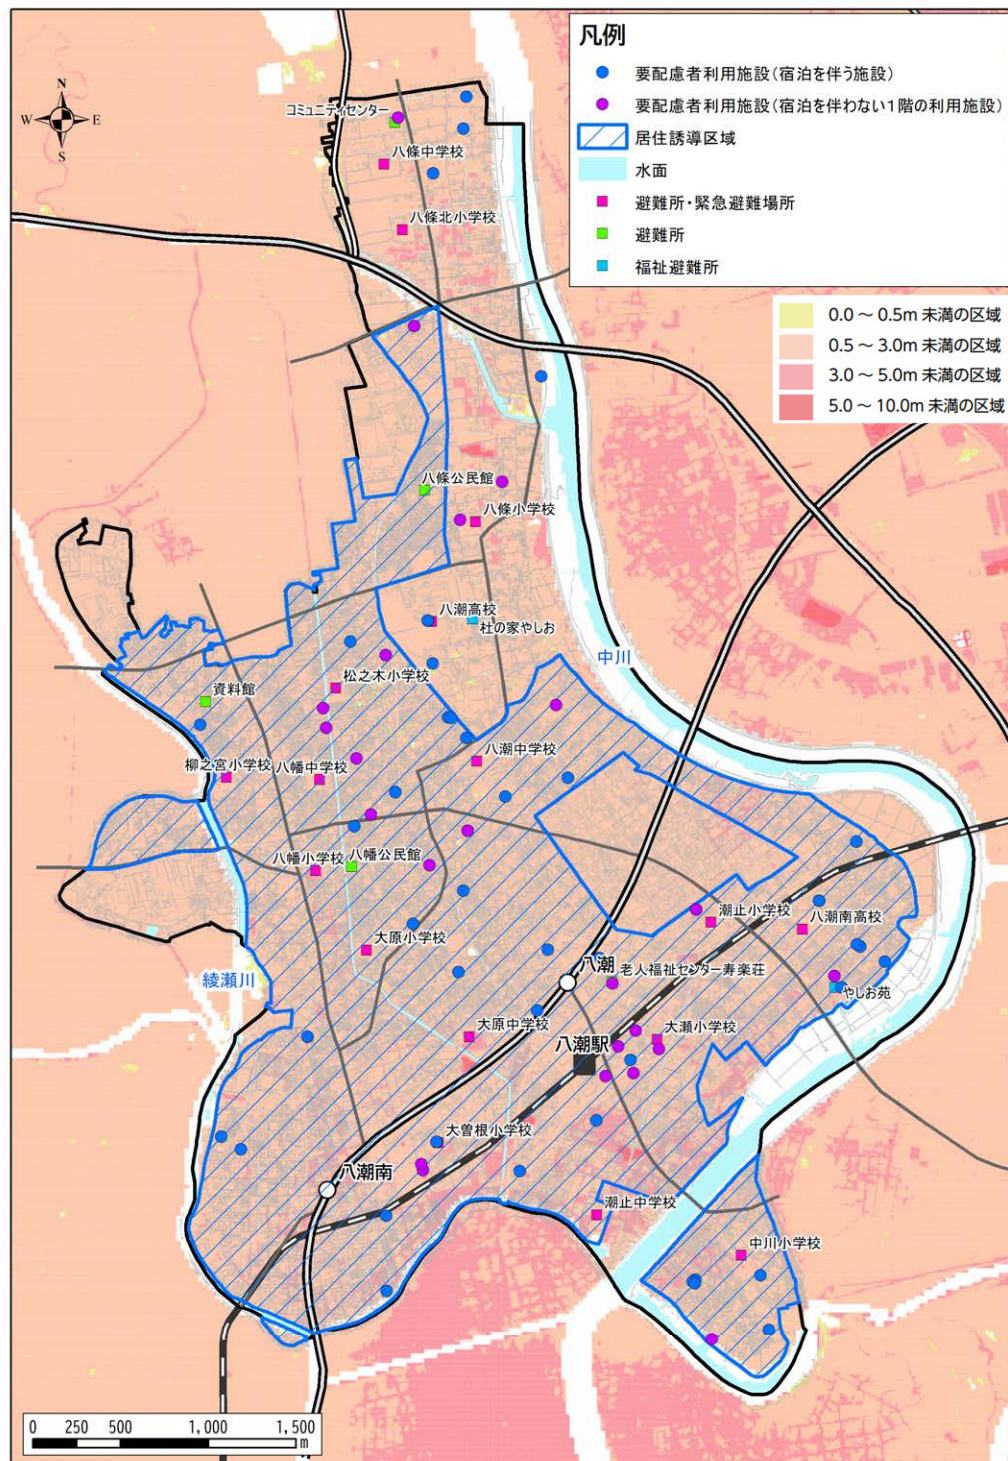 凡例
要配慮者利用施設(宿泊を伴う施設)
要配慮者利用施設(宿泊を伴わない1階の利用施設)
居住誘導区域
水面
避難所・緊急避難場所
避難所
福祉避難所
0.0 ～ 0.5m 未満の区域
0.5 ～ 3.0m 未満の区域
3.0 ～ 5.0m 未満の区域
5.0 ～ 10.0m 未満の区域
N
W
E
S
コミュニティセンター
八條中学校
八條北小学校
八條公民館
八條小学校
八潮高校
杜の家やしお
中川
松之木小学校
資料館
八潮中学校
柳之宮小学校
八幡中学校
八幡小学校
八幡公民館
潮止小学校
八潮南高校
大原小学校
八潮
老人福祉センター寿楽荘
綾瀬川
やしお苑
大原中学校
大瀬小学校
八潮駅
大曽根小学校
八潮南
潮止中学校
中川小学校
0 250 500 1,000 1,500
m